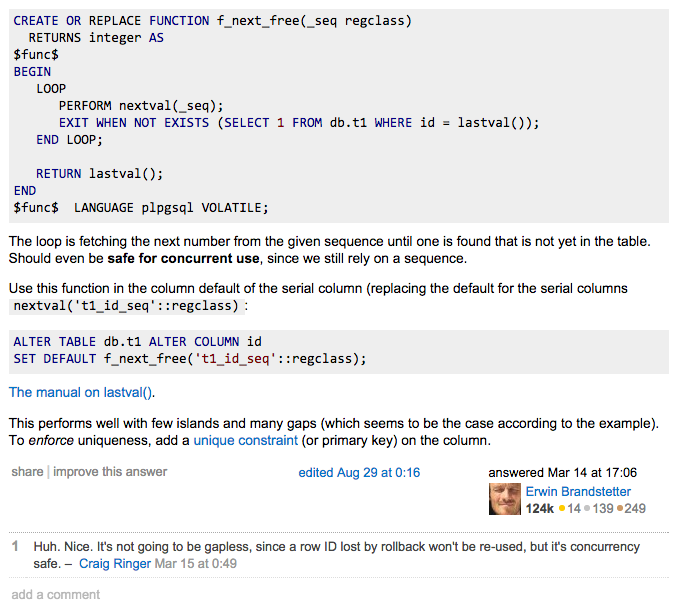 CREATE OR REPLACE FUNCTION f_next_free(_seq regclass)
  RETURNS integer AS
$func$
BEGIN
   LOOP
      PERFORM nextval(_seq);
      EXIT WHEN NOT EXISTS (SELECT 1 FROM db.t1 WHERE id = lastval());
   END LOOP;
   RETURN lastval();
END
$func$  LANGUAGE plpgsql VOLATILE;
The loop is fetching the next number from the given sequence until one is found that is not yet in the table.
Should even be safe for concurrent use, since we still rely on a sequence.
Use this function in the column default of the serial column (replacing the default for the serial columns
nextval('t1_id_seq'::regclass) :
ALTER TABLE db.t1 ALTER COLUMN id
SET DEFAULT f_next_free('t1_id_seq'::regclass);
The manual on lastval().
This performs well with few islands and many gaps (which seems to be the case according to the example).
To enforce uniqueness, add a unique constraint (or primary key) on the column.
share | improve this answer
edited Aug 29 at 0:16
answered Mar 14 at 17:06
Erwin Brandstetter
124k ●14 ●139 ●249
1 Huh. Nice. It's not going to be gapless, since a row ID lost by rollback won't be re-used, but it's concurrency
safe. – Craig Ringer Mar 15 at 0:49
add a comment